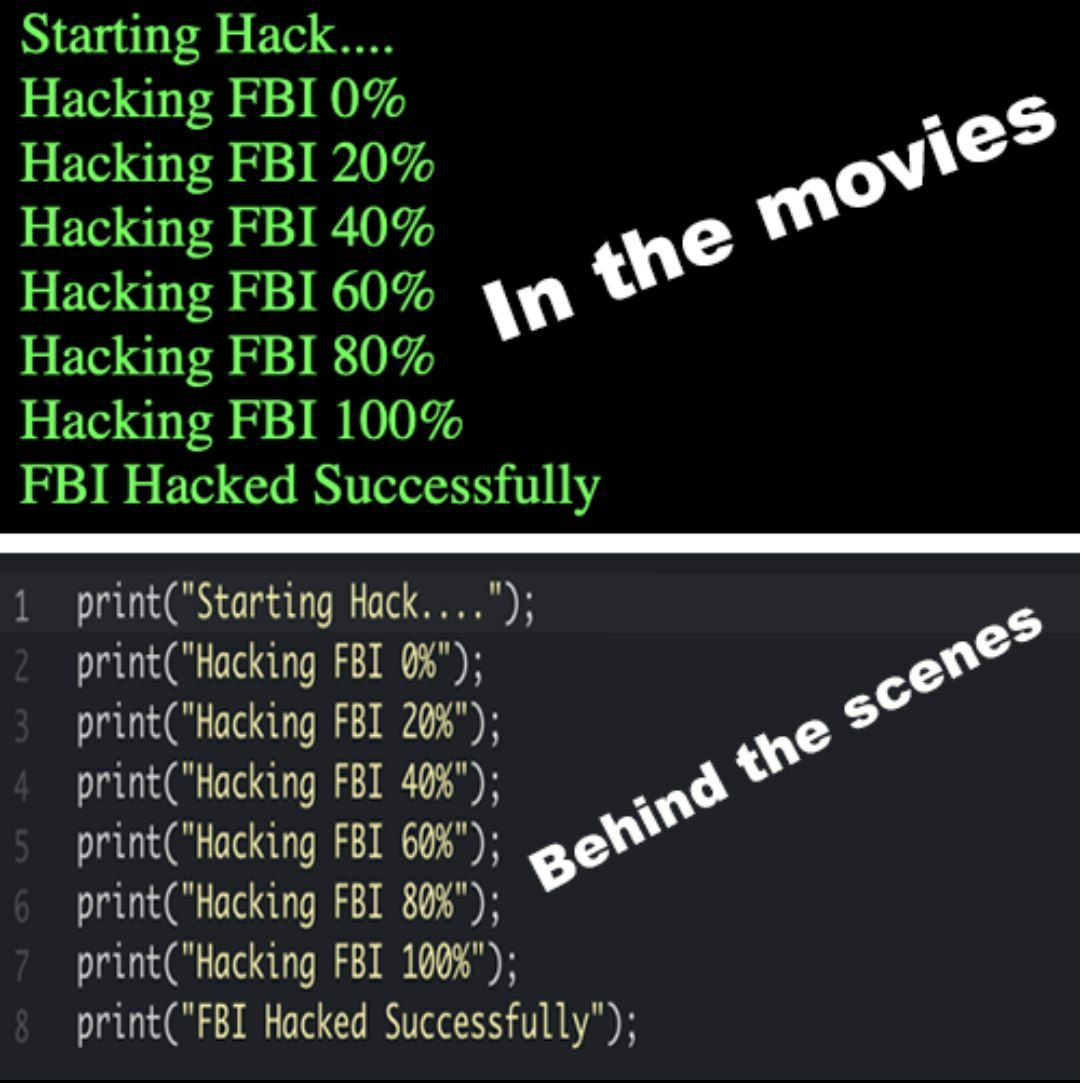 Starting Hack....
Hacking FBI 0%
Hacking FBI 20%
Hacking FBI 40%
Hacking FBI 60%
Hacking FBI 80%
Hacking FBI 100%
FBI Hacked Successfully
In the movies
1 print("Starting Hack....");
2 print("Hacking FBI 0%");
3 print("Hacking FBI 20%");
4 print("Hacking FBI 40%");
5 print("Hacking FBI 60%");
6 print("Hacking FBI 80%");
7 print("Hacking FBI 100%");
8 print("FBI Hacked Successfully");
Behind the scenes